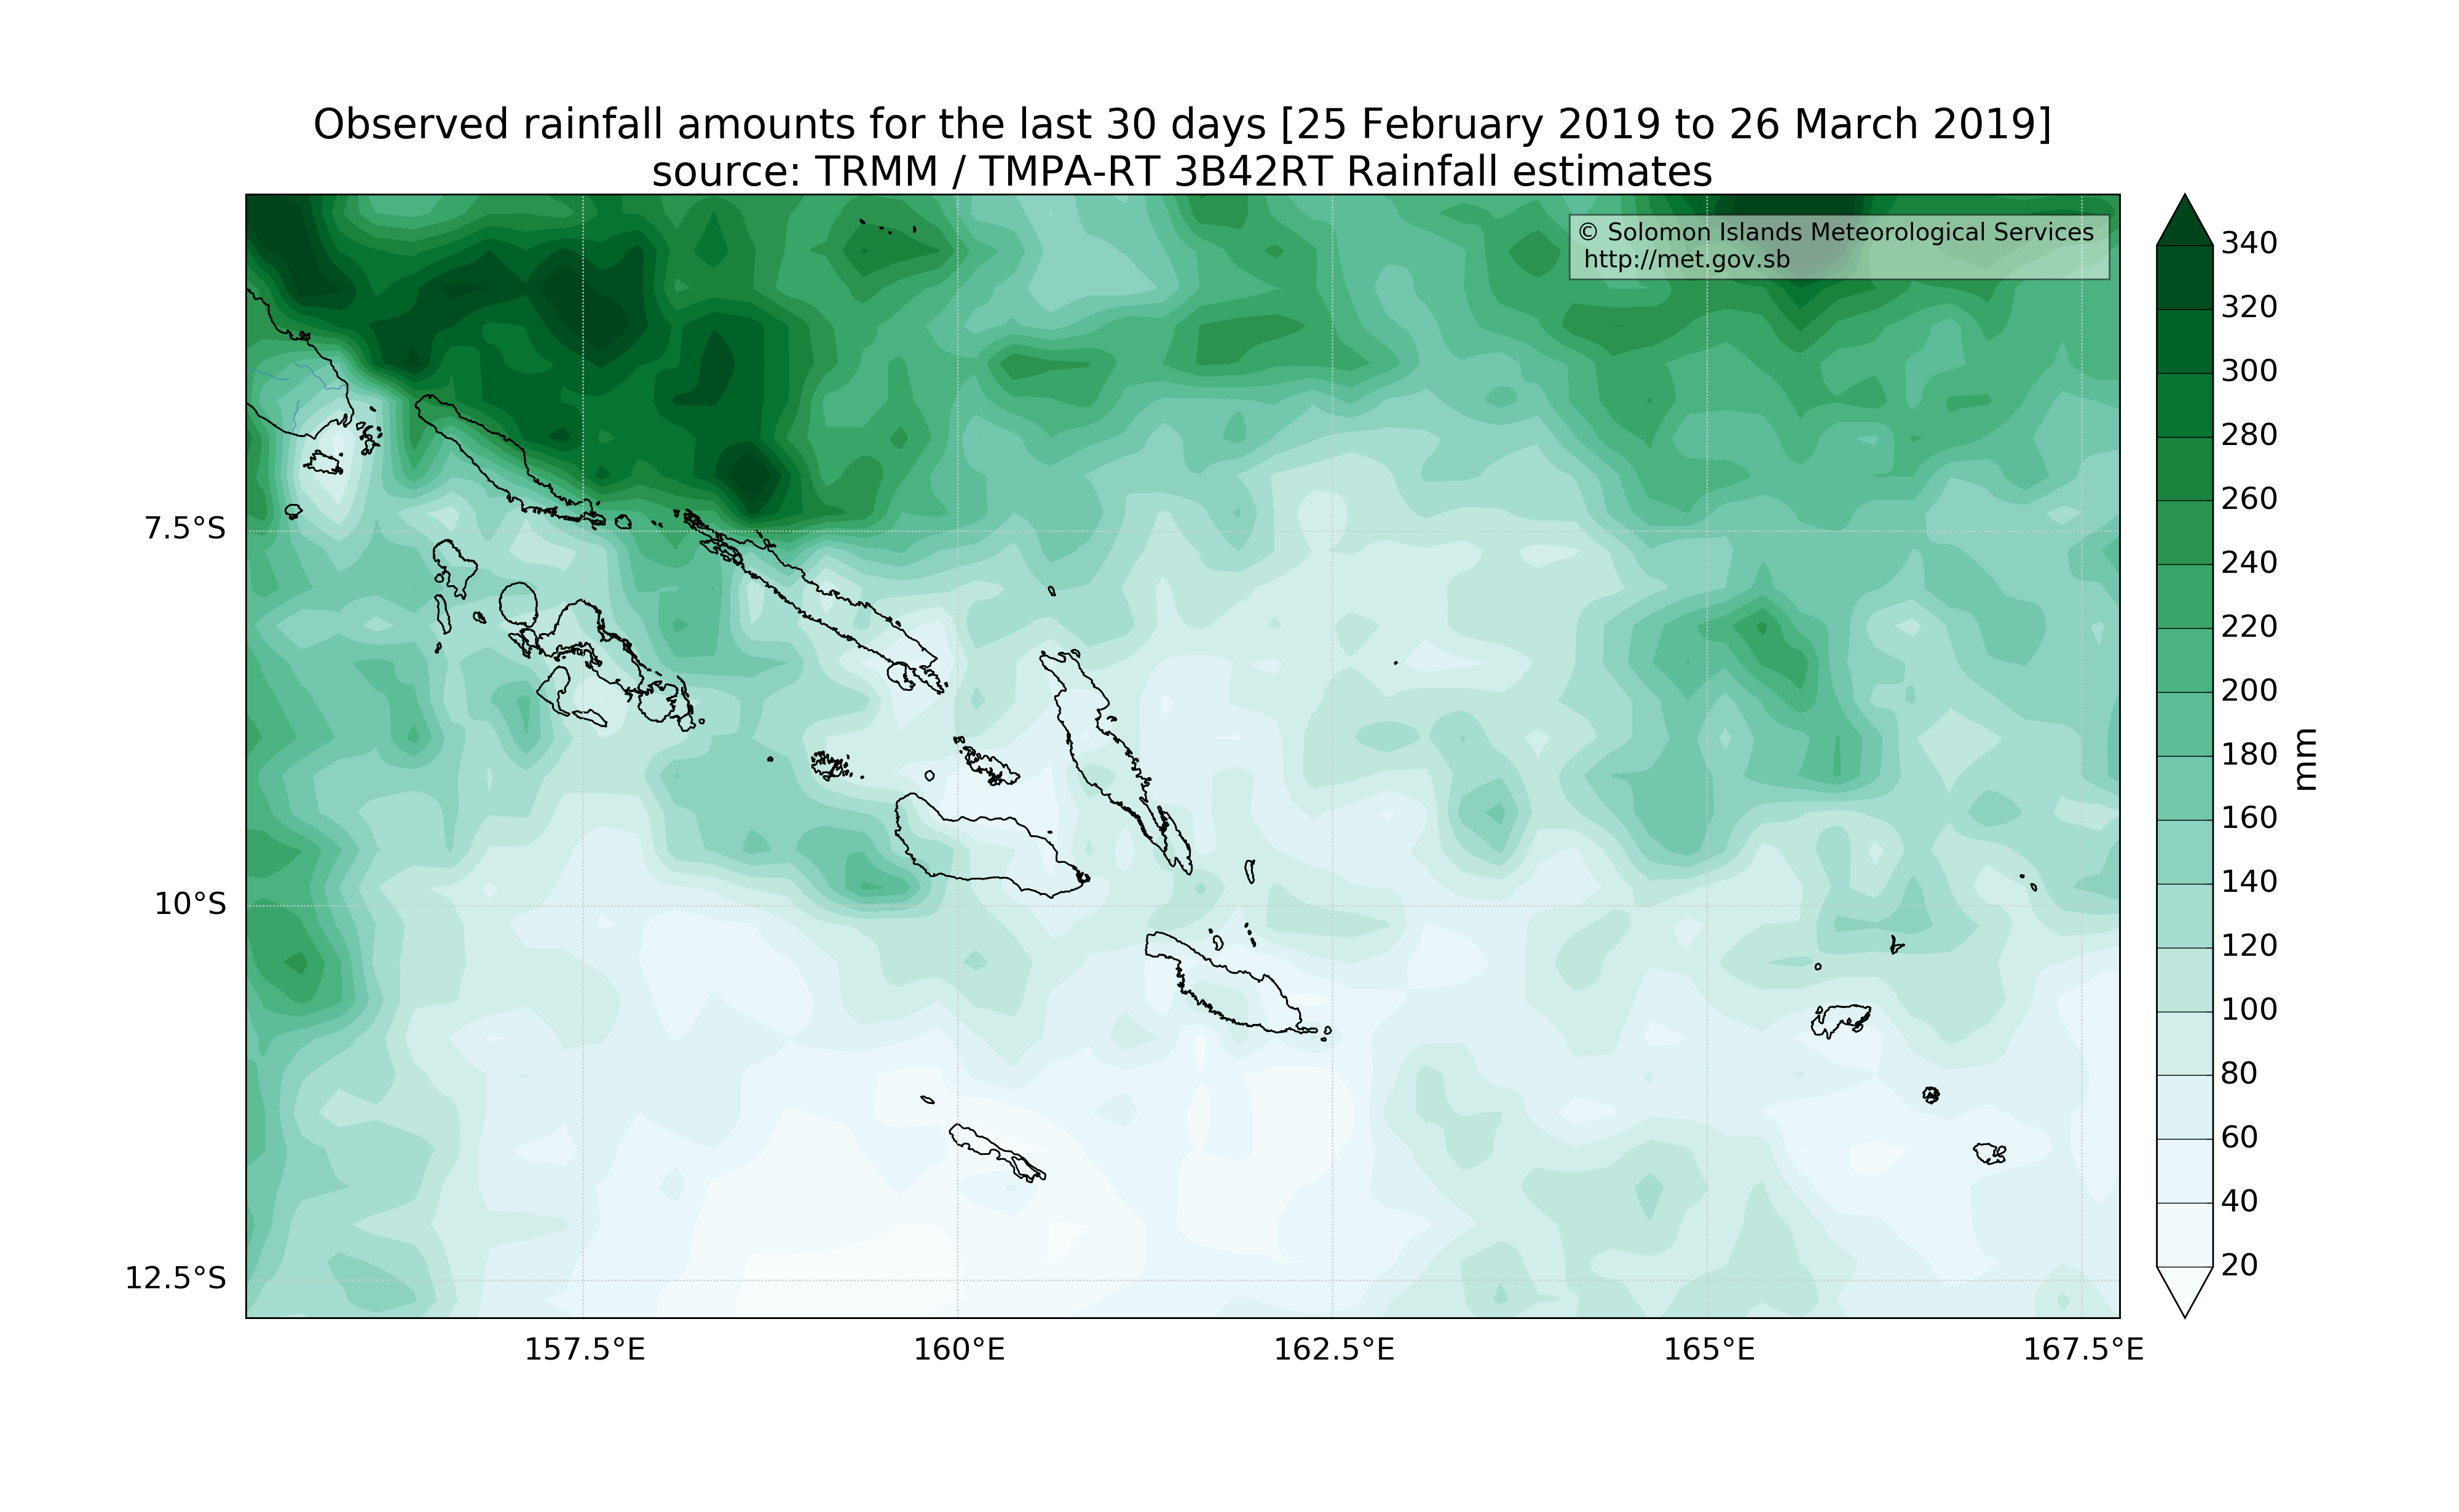 Observed rainfall amounts for the last 30 days [25 February 2019 to 26 March 2019]
source: TRMM / TMPA-RT 3B42RT Rainfall estimates
© Solomon Islands Meteorological Services
http://met.gov.sb
7.5°S
10°S
12.5°S
157.5°E
160°E
162.5°E
165°E
167.5°E
340
320
300
280
260
240
220
200
180
160
140
120
100
80
60
40
20
mm